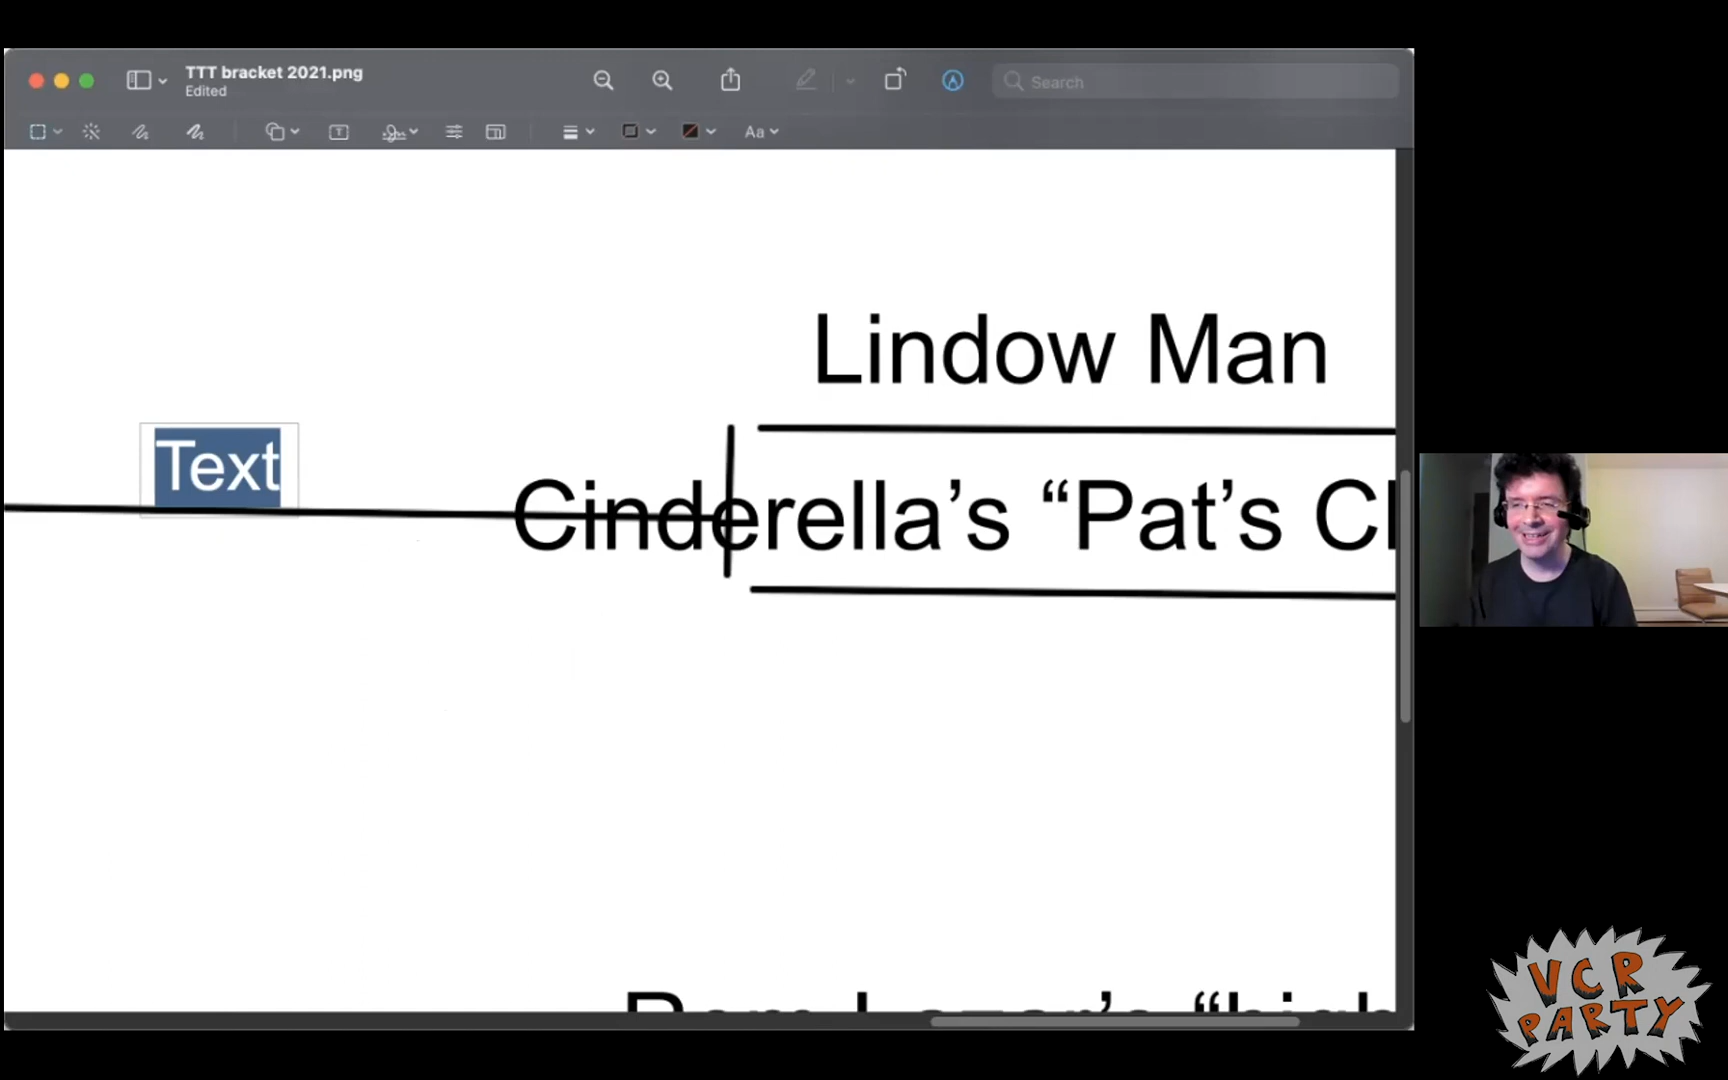 TTT bracket 2021.png
Edited
Search
Aa
Lindow Man
Text
Cinderella’s “Pat’s Cl
VCR
PARTY